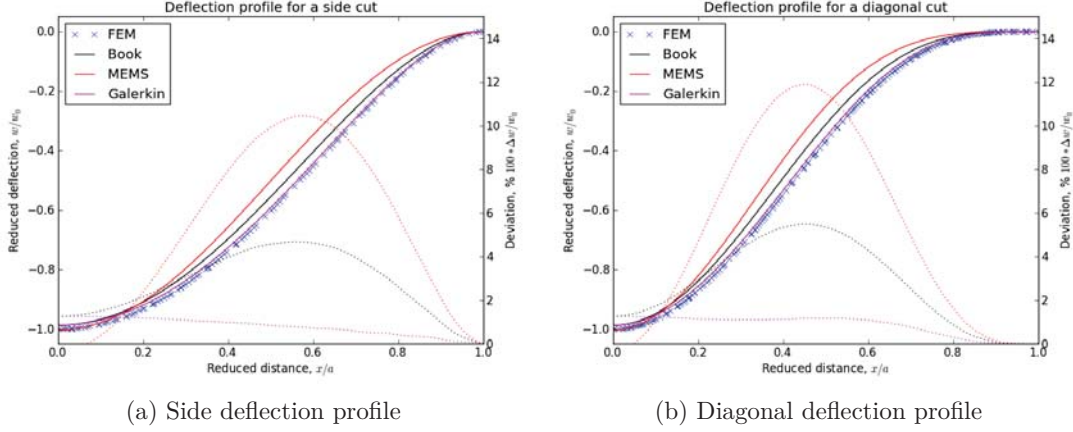 Deflection profile for a side cut
0.0
−0.2
−0.4
−0.6
−0.8
−1.0
Reduced deflection, w/w₀
FEM
Book
MEMS
Galerkin
14
12
10
8
6
4
2
0
Deviation, % 100 * Δw/w₀
0.0 0.2 0.4 0.6 0.8 1.0
Reduced distance, x/a
(a) Side deflection profile
Deflection profile for a diagonal cut
0.0
−0.2
−0.4
−0.6
−0.8
−1.0
Reduced deflection, w/w₀
FEM
Book
MEMS
Galerkin
14
12
10
8
6
4
2
0
Deviation, % 100 * Δw/w₀
0.0 0.2 0.4 0.6 0.8 1.0
Reduced distance, x/a
(b) Diagonal deflection profile